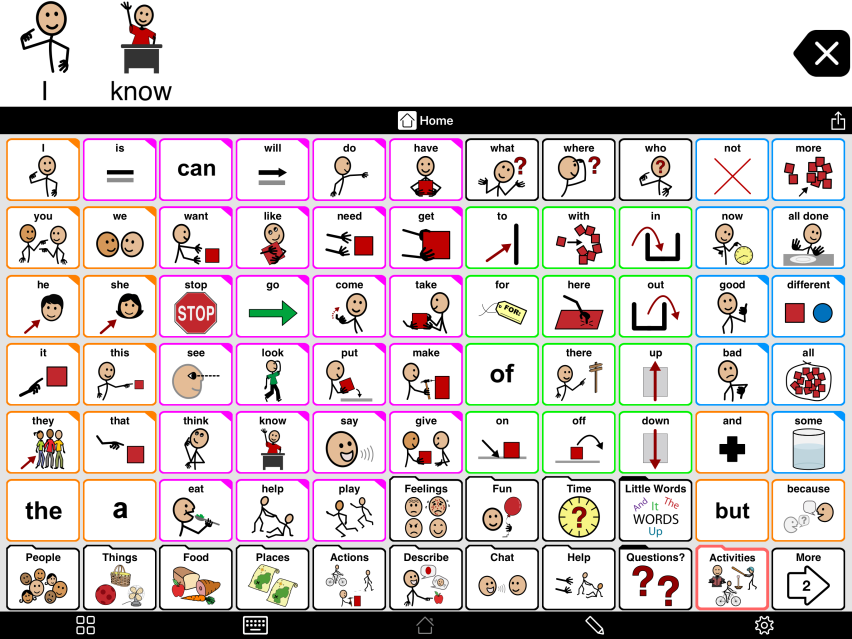 I know
Home
I is can will do have what where who not more
you we want like need get to with in now all done
he she stop go come take for here out good different
STOP FOR:
it this see look put make of there up bad all
they that think know say give on off down and some
the a eat help play Feelings Fun Time Little Words but because
And It The
WORDS
Up
People Things Food Places Actions Describe Chat Help Questions? Activities More
2